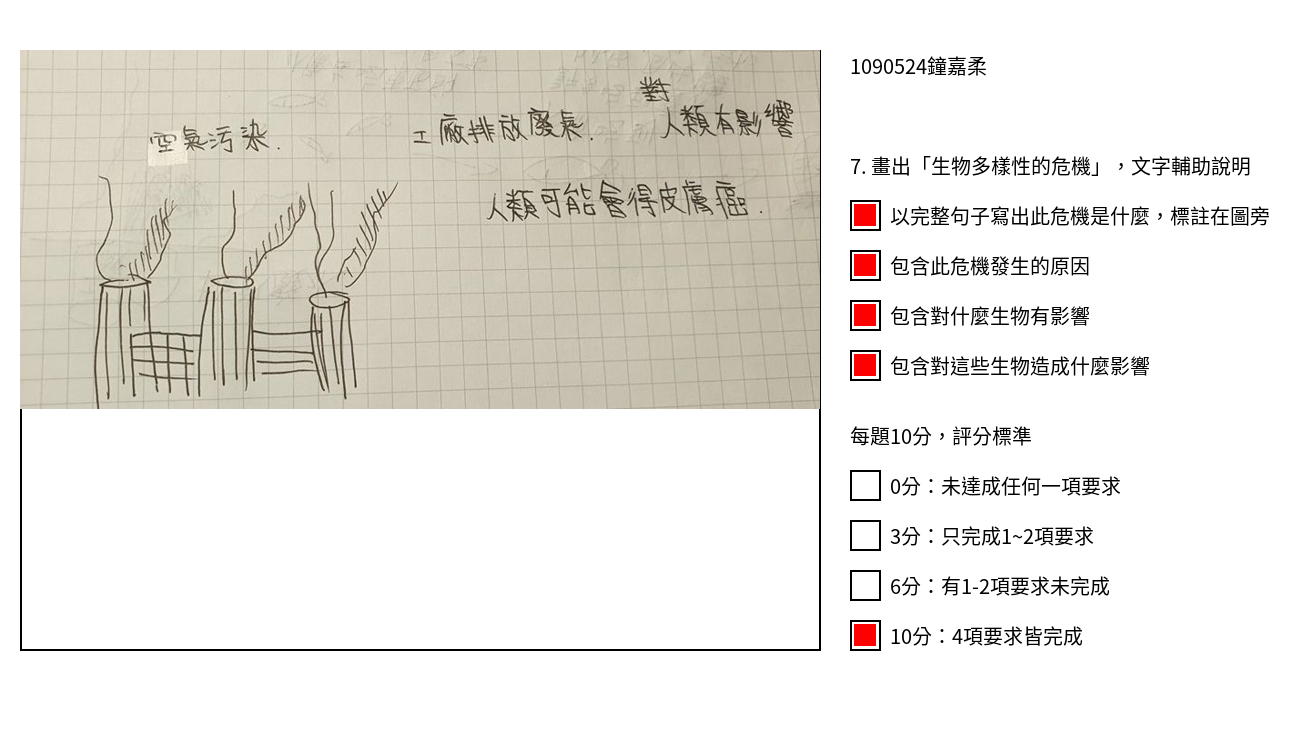 空氣污染.
工廠排放廢氣.
對
人類有影響
人類可能會得皮膚癌.
1090524鐘嘉柔
7. 畫出「生物多樣性的危機」，文字輔助說明
以完整句子寫出此危機是什麼，標註在圖旁
包含此危機發生的原因
包含對什麼生物有影響
包含對這些生物造成什麼影響
每題10分，評分標準
0分：未達成任何一項要求
3分：只完成1~2項要求
6分：有1-2項要求未完成
10分：4項要求皆完成